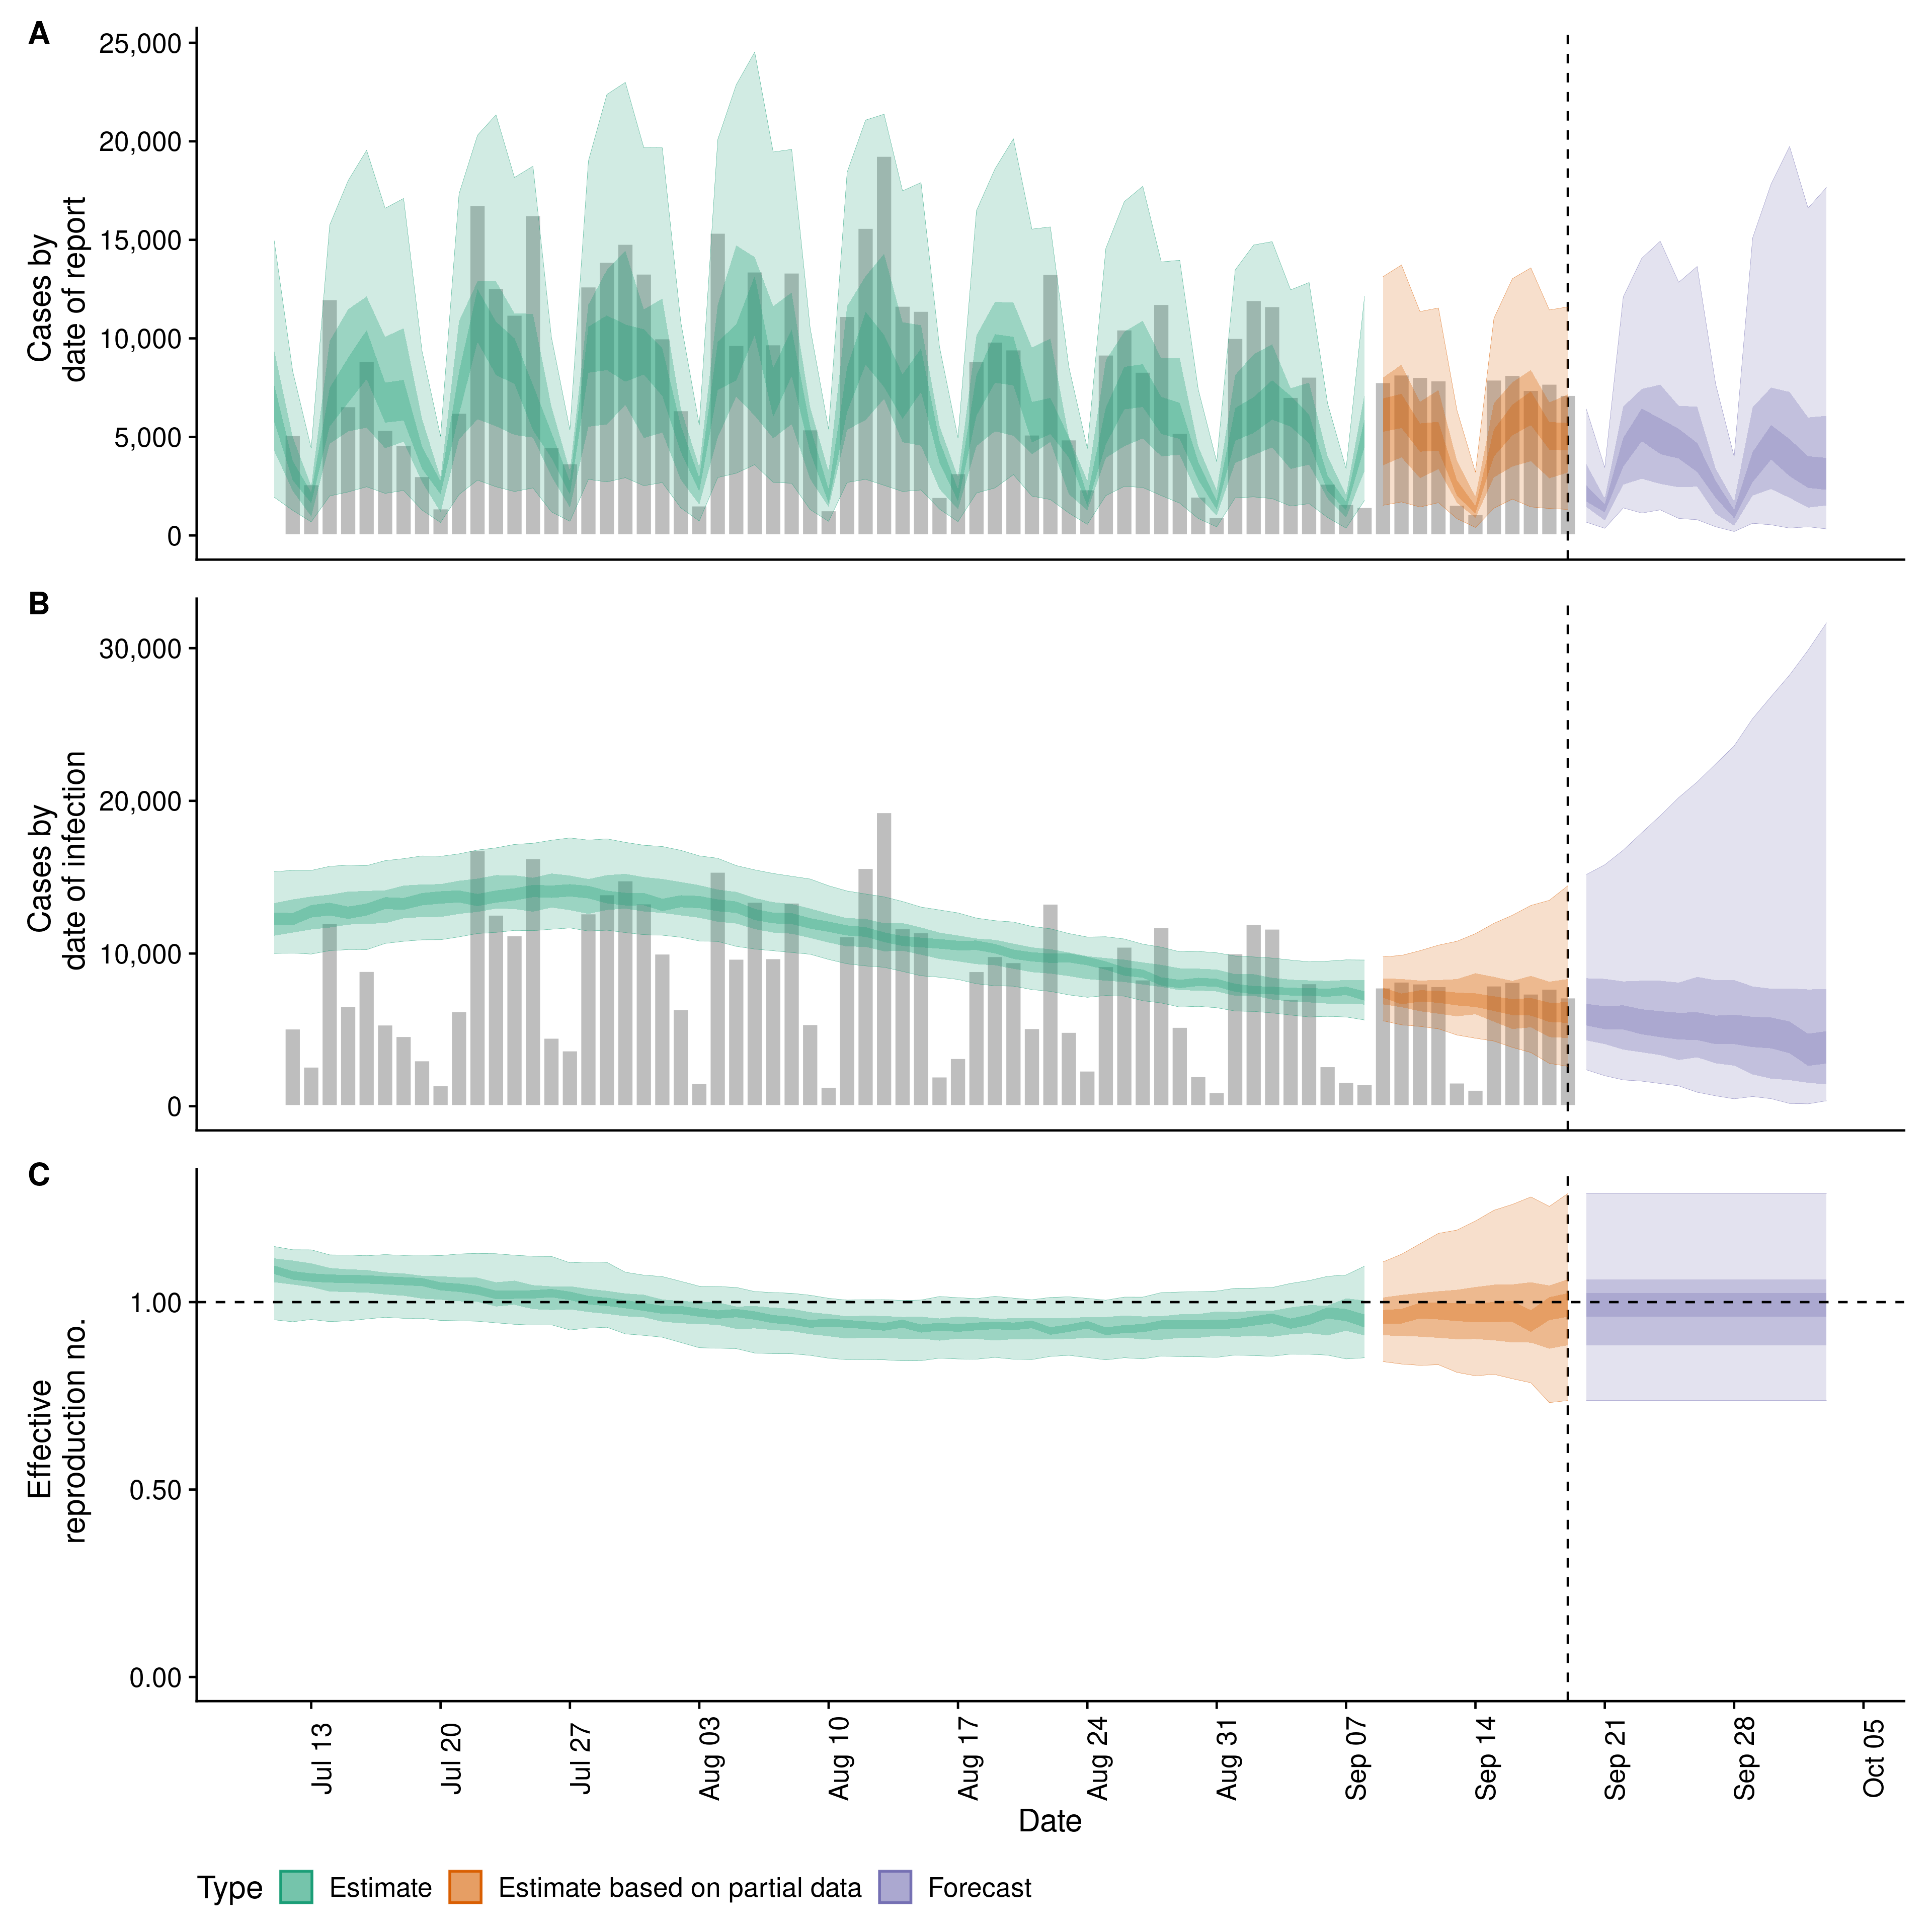 A
Cases by
date of report
25,000
20,000
15,000
10,000
5,000
0
B
Cases by
date of infection
30,000
20,000
10,000
0
C
Effective
reproduction no.
1.00
0.50
0.00
Jul 13
Jul 20
Jul 27
Aug 03
Aug 10
Aug 17
Aug 24
Aug 31
Sep 07
Sep 14
Sep 21
Sep 28
Oct 05
Date
Type Estimate Estimate based on partial data Forecast